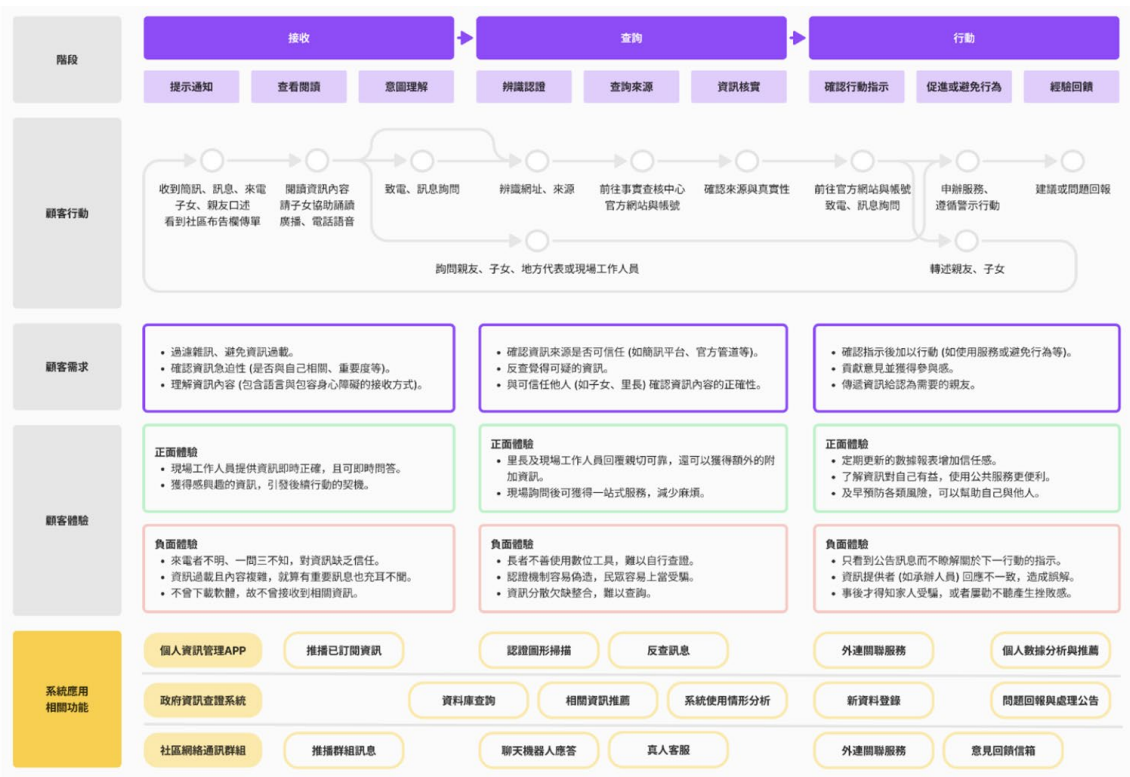 階段
接收
查詢
行動
提示通知
查看閱讀
意圖理解
辨識認證
查詢來源
資訊核實
確認行動指示
促進或避免行為
經驗回饋
顧客行動
收到簡訊、訊息、來電
子女、親友口述
看到社區布告欄傳單
閱讀資訊內容
請子女協助誦讀
廣播、電話語音
致電、訊息詢問
辨識網址、來源
前往事實查核中心
官方網站與帳號
確認來源與真實性
前往官方網站與帳號
致電、訊息詢問
申辦服務、
遵循警示行動
建議或問題回報
詢問親友、子女、地方代表或現場工作人員
轉述親友、子女
顧客需求
• 過濾雜訊、避免資訊過載。
• 確認資訊急迫性 (是否與自己相關、重要度等)。
• 理解資訊內容 (包含語言與包容身心障礙的接收方式)。
• 確認資訊來源是否可信任 (如簡訊平台、官方管道等)。
• 反查覺得可疑的資訊。
• 與可信任他人 (如子女、里長) 確認資訊內容的正確性。
• 確認指示後加以行動 (如使用服務或避免行為等)。
• 貢獻意見並獲得參與感。
• 傳遞資訊給認為需要的親友。
顧客體驗
正面體驗
• 現場工作人員提供資訊即時正確，且可即時問答。
• 獲得感興趣的資訊，引發後續行動的契機。
正面體驗
• 里長及現場工作人員回覆親切可靠，還可以獲得額外的附
加資訊。
• 現場詢問後可獲得一站式服務，減少麻煩。
正面體驗
• 定期更新的數據報表增加信任感。
• 了解資訊對自己有益，使用公共服務更便利。
• 及早預防各類風險，可以幫助自己與他人。
負面體驗
• 來電者不明、一問三不知，對資訊缺乏信任。
• 資訊過載且內容複雜，就算有重要訊息也充耳不聞。
• 不曾下載軟體，故不曾接收到相關資訊。
負面體驗
• 長者不善使用數位工具，難以自行查證。
• 認證機制容易偽造，民眾容易上當受騙。
• 資訊分散欠缺整合，難以查詢。
負面體驗
• 只看到公告訊息而不瞭解關於下一行動的指示。
• 資訊提供者 (如承辦人員) 回應不一致，造成誤解。
• 事後才得知家人受騙，或者屢勸不聽產生挫敗感。
系統應用
相關功能
個人資訊管理APP
推播已訂閱資訊
認證圖形掃描
反查訊息
外連關聯服務
個人數據分析與推薦
政府資訊查證系統
資料庫查詢
相關資訊推薦
系統使用情形分析
新資料登錄
問題回報與處理公告
社區網絡通訊群組
推播群組訊息
聊天機器人應答
真人客服
外連關聯服務
意見回饋信箱